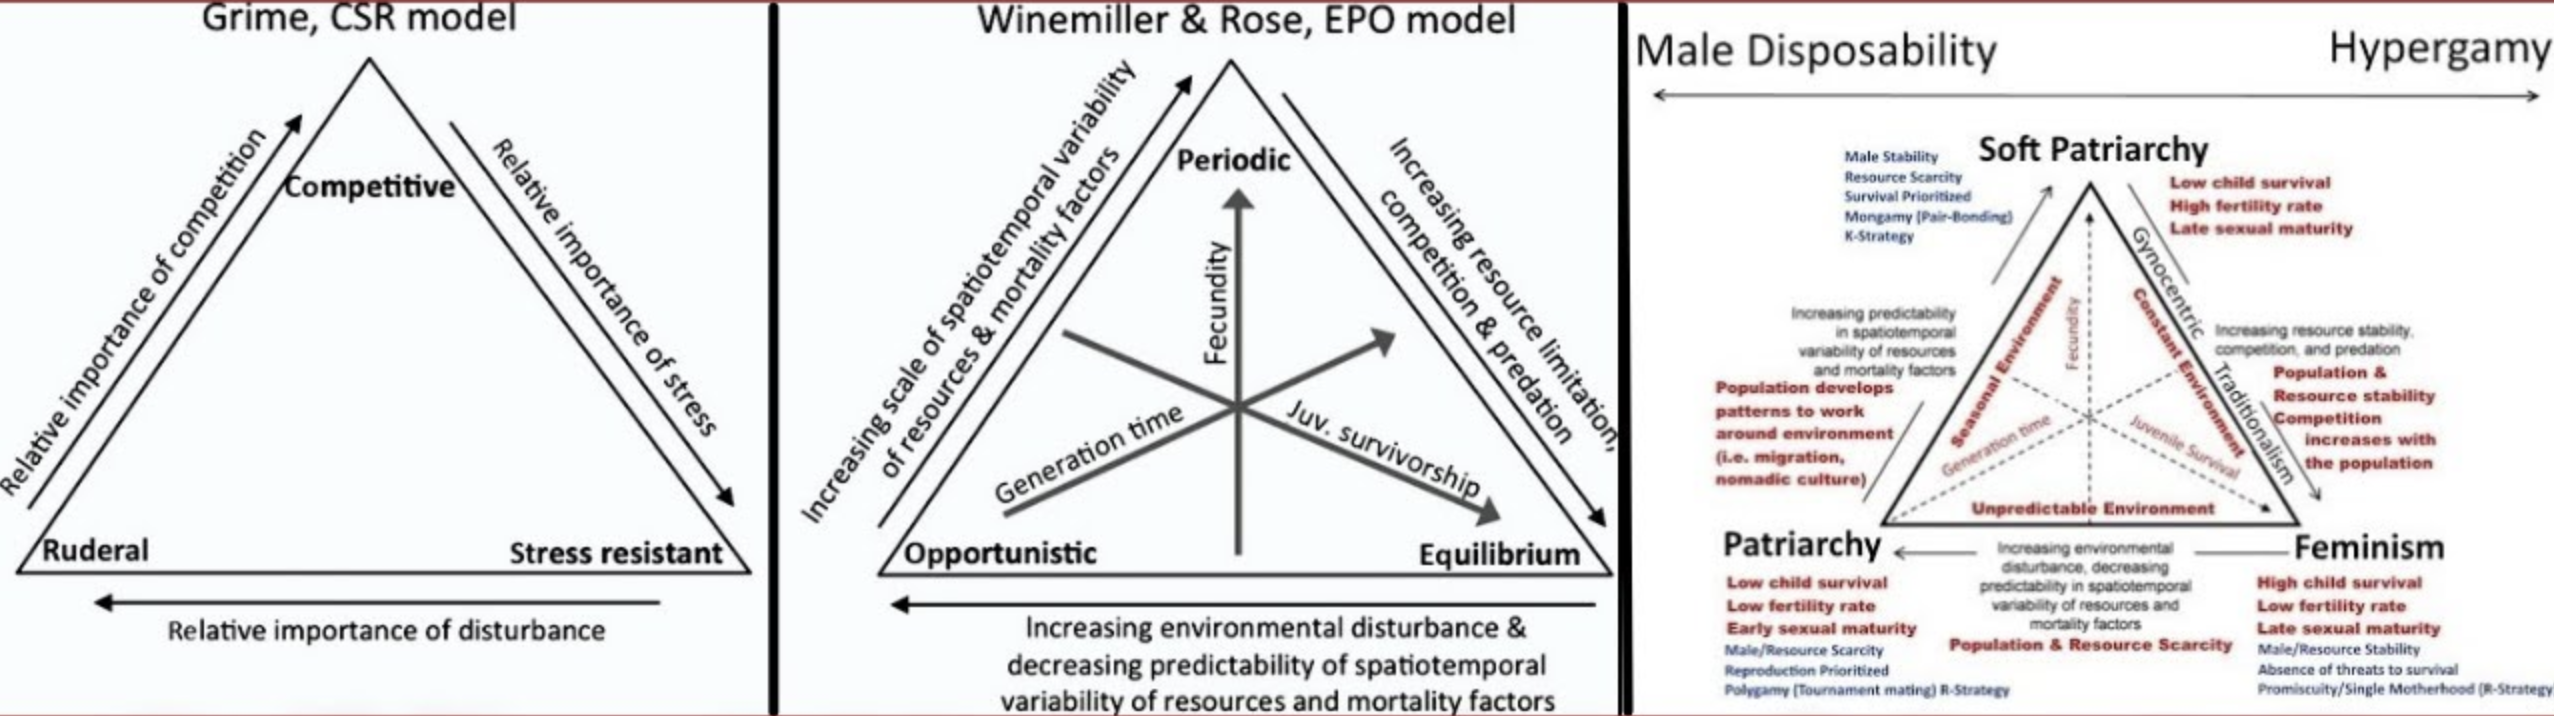 Grime, CSR model
Relative importance of competition
Competitive
Relative importance of stress
Ruderal
Stress resistant
Relative importance of disturbance
Winemiller & Rose, EPO model
Increasing scale of spatiotemporal variability
of resources & mortality factors
Periodic
Increasing resource limitation,
competition & predation
Fecundity
Generation time
Juv. survivorship
Opportunistic
Equilibrium
Increasing environmental disturbance &
decreasing predictability of spatiotemporal
variability of resources and mortality factors
Male Disposability
Hypergamy
Soft Patriarchy
Male Stability
Resource Scarcity
Survival Prioritized
Mongamy (Pair-Bonding)
K-Strategy
Low child survival
High fertility rate
Late sexual maturity
Gynocentric
Traditionalism
Increasing predictability
in spatiotemporal
variability of resources
and mortality factors
Population develops
patterns to work
around environment
(i.e. migration,
nomadic culture)
Seasonal Environment
Fecundity
Constant Environment
Generation time
Juvenile Survival
Unpredictable Environment
Increasing resource stability,
competition, and predation
Population &
Resource stability
Competition
increases with
the population
Patriarchy
Low child survival
Low fertility rate
Early sexual maturity
Male/Resource Scarcity
Reproduction Prioritized
Polygamy (Tournament mating) R-Strategy
Increasing environmental
disturbance, decreasing
predictability in spatiotemporal
variability of resources and
mortality factors
Population & Resource Scarcity
Feminism
High child survival
Low fertility rate
Late sexual maturity
Male/Resource Stability
Absence of threats to survival
Promiscuity/Single Motherhood (R-Strategy